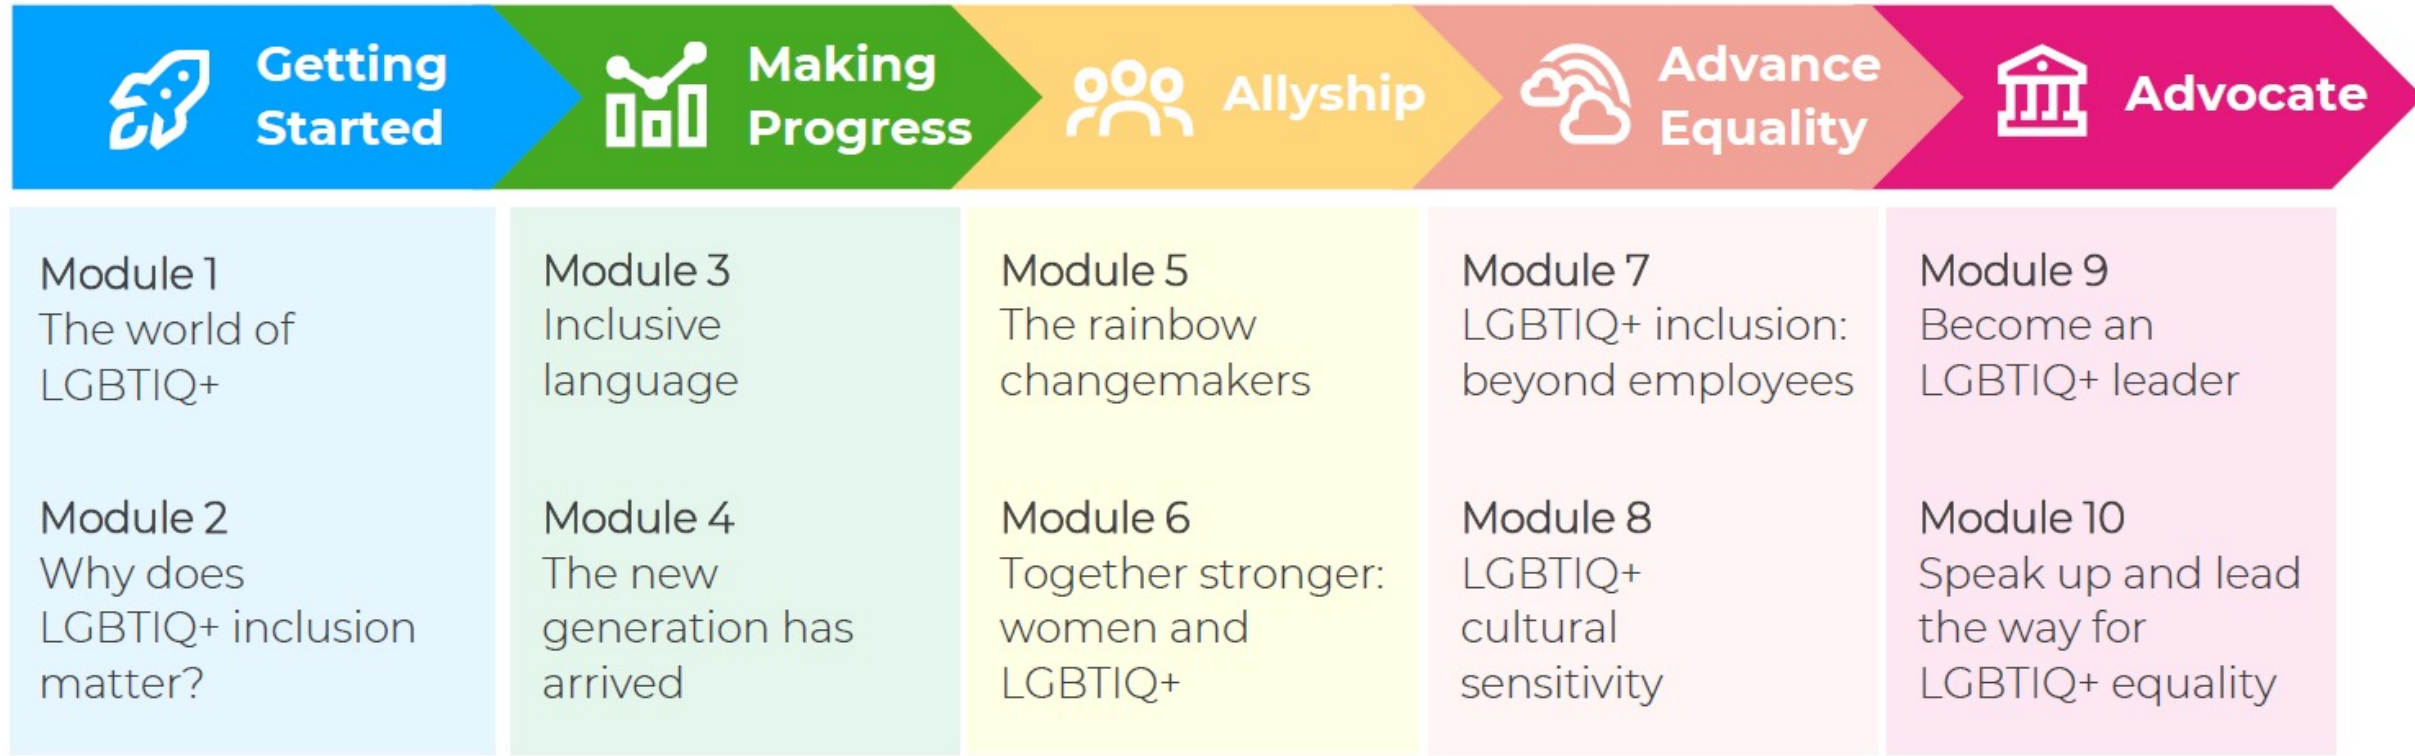 Getting
Started
Making
Progress
Allyship
Advance
Equality
Advocate
Module 1
The world of
LGBTIQ+
Module 2
Why does
LGBTIQ+ inclusion
matter?
Module 3
Inclusive
language
Module 4
The new
generation has
arrived
Module 5
The rainbow
changemakers
Module 6
Together stronger:
women and
LGBTIQ+
Module 7
LGBTIQ+ inclusion:
beyond employees
Module 8
LGBTIQ+
cultural
sensitivity
Module 9
Become an
LGBTIQ+ leader
Module 10
Speak up and lead
the way for
LGBTIQ+ equality